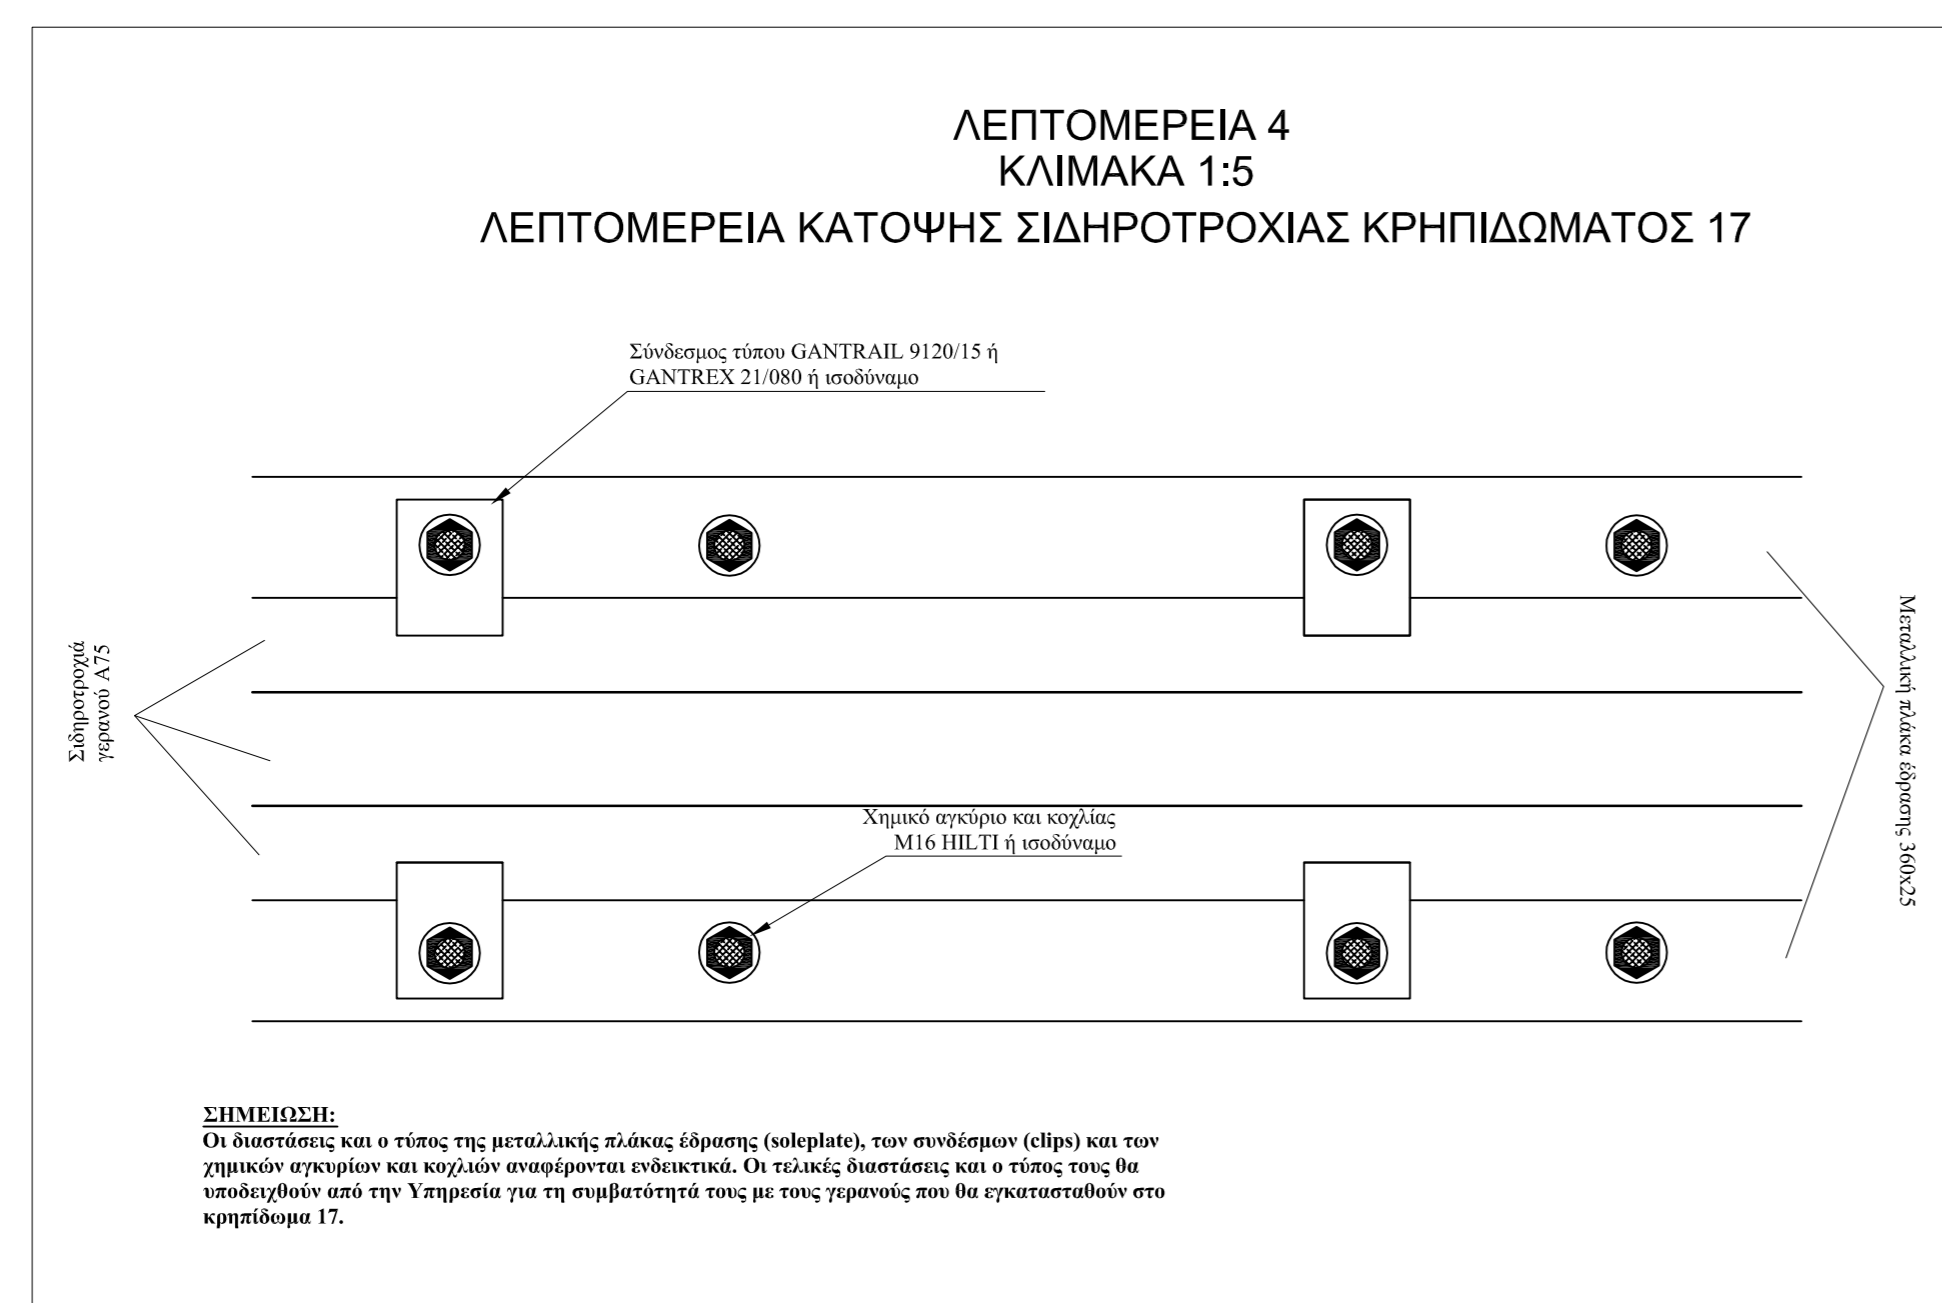 ΛΕΠΤΟΜΕΡΕΙΑ 4
ΚΛΙΜΑΚΑ 1:5
ΛΕΠΤΟΜΕΡΕΙΑ ΚΑΤΟΨΗΣ ΣΙΔΗΡΟΤΡΟΧΙΑΣ ΚΡΗΠΙΔΩΜΑΤΟΣ 17
Σύνδεσμος τύπου GANTRAIL 9120/15 ή
GANTREX 21/080 ή ισοδύναμο
Σιδηροτροχιά
γερανού Α75
Μεταλλική πλάκα έδρασης 360x25
Χημικό αγκύριο και κοχλίας
M16 HILTI ή ισοδύναμο
ΣΗΜΕΙΩΣΗ:
Οι διαστάσεις και ο τύπος της μεταλλικής πλάκας έδρασης (soleplate), των συνδέσμων (clips) και των
χημικών αγκυρίων και κοχλιών αναφέρονται ενδεικτικά. Οι τελικές διαστάσεις και ο τύπος τους θα
υποδειχθούν από την Υπηρεσία για τη συμβατότητά τους με τους γερανούς που θα εγκατασταθούν στο
κρηπίδωμα 17.